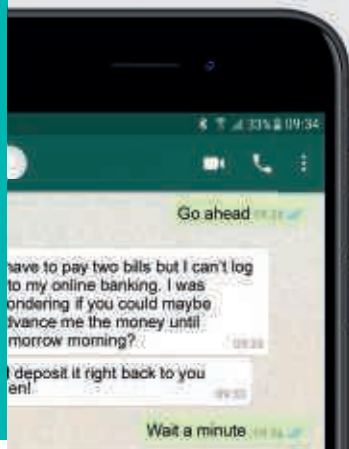 33% 09:34
Go ahead
have to pay two bills but I can't log
to my online banking. I was
ondering if you could maybe
dvance me the money until
morrow morning?
deposit it right back to you
en!
Wait a minute